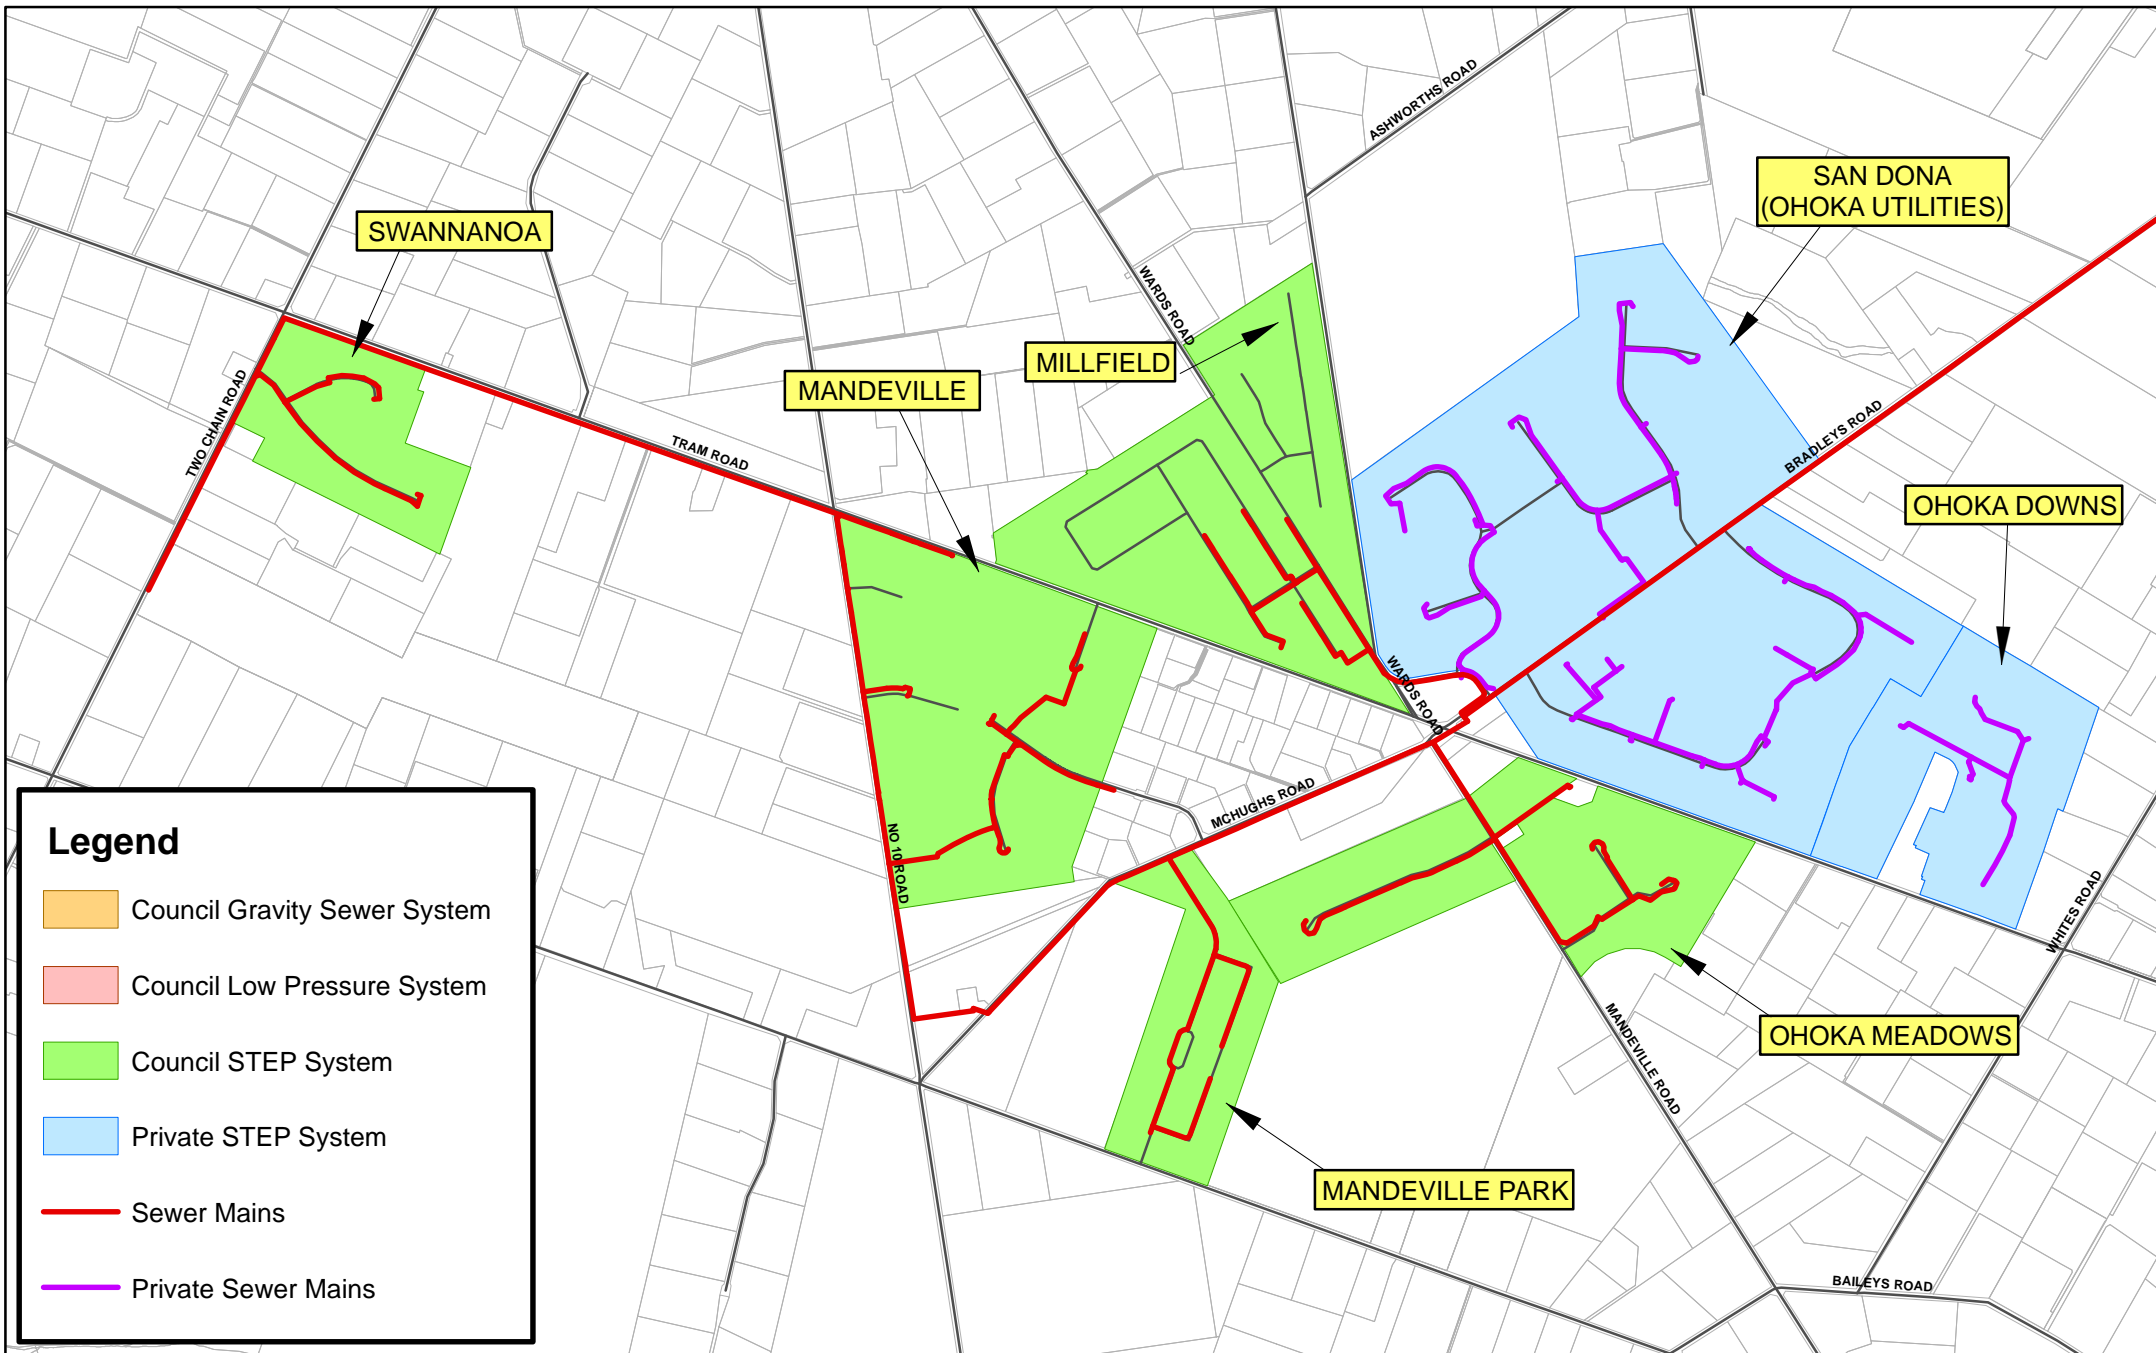 ASHWORTHS ROAD
SAN DONA
(OHOKA UTILITIES)
SWANNANOA
WARDS ROAD
MILLFIELD
MANDEVILLE
TWO CHAIN ROAD
TRAM ROAD
BRADLEYS ROAD
OHOKA DOWNS
WARDS ROAD
MCHUGHS ROAD
NO 10 ROAD
WHITES ROAD
OHOKA MEADOWS
MANDEVILLE ROAD
MANDEVILLE PARK
BAILEYS ROAD
Legend
Council Gravity Sewer System
Council Low Pressure System
Council STEP System
Private STEP System
Sewer Mains
Private Sewer Mains